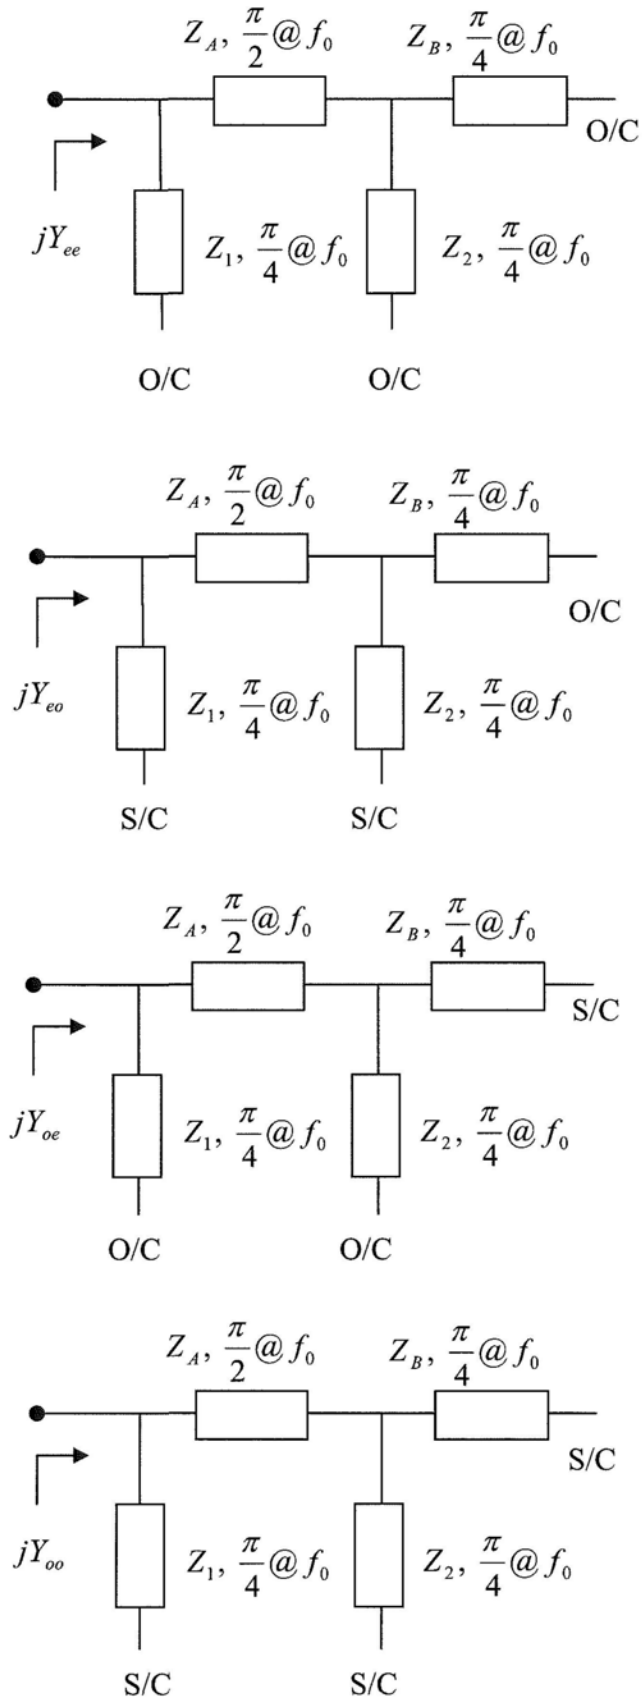 Z_A, π/2 @ f_0 Z_B, π/4 @ f_0
O/C
jY_ee Z_1, π/4 @ f_0 Z_2, π/4 @ f_0
O/C O/C
Z_A, π/2 @ f_0 Z_B, π/4 @ f_0
O/C
jY_eo Z_1, π/4 @ f_0 Z_2, π/4 @ f_0
S/C S/C
Z_A, π/2 @ f_0 Z_B, π/4 @ f_0
S/C
jY_oe Z_1, π/4 @ f_0 Z_2, π/4 @ f_0
O/C O/C
Z_A, π/2 @ f_0 Z_B, π/4 @ f_0
S/C
jY_oo Z_1, π/4 @ f_0 Z_2, π/4 @ f_0
S/C S/C